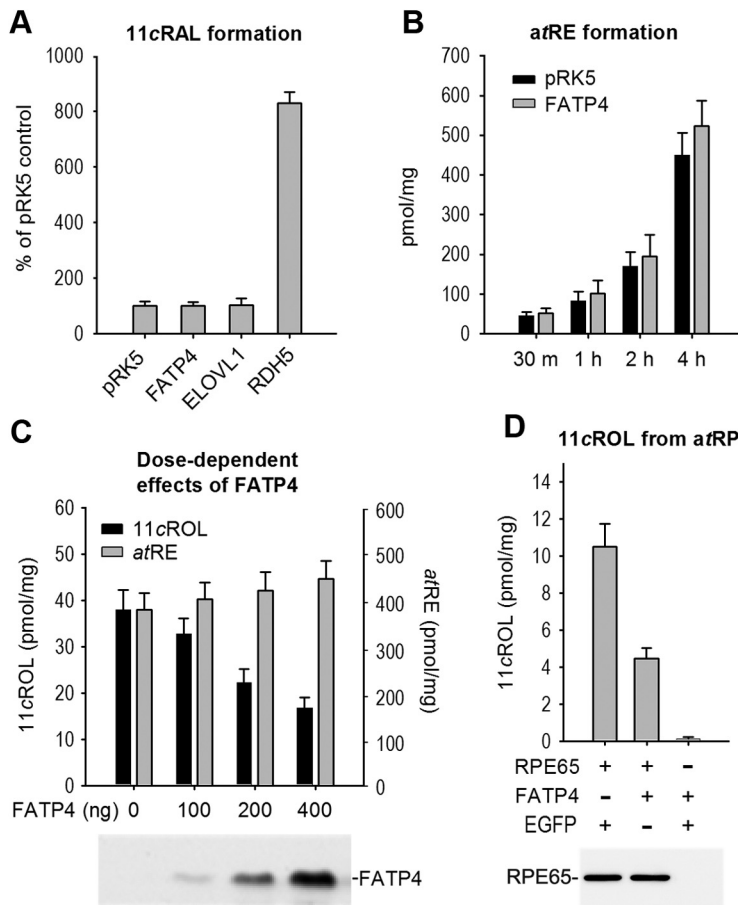 A
11cRAL formation
% of pRK5 control
1000
800
600
400
200
0
pRK5
FATP4
ELOVL1
RDH5
B
atRE formation
pmol/mg
700
600
500
400
300
200
100
0
pRK5
FATP4
30 m 1 h 2 h 4 h
C
Dose-dependent
effects of FATP4
11cROL (pmol/mg)
60
50
40
30
20
10
0
11cROL
atRE
600
500
400
300
200
100
0
atRE (pmol/mg)
FATP4 (ng) 0 100 200 400
-FATP4
D
11cROL from atRP
11cROL (pmol/mg)
14
12
10
8
6
4
2
0
RPE65 + + -
FATP4 - + +
EGFP + - +
RPE65-